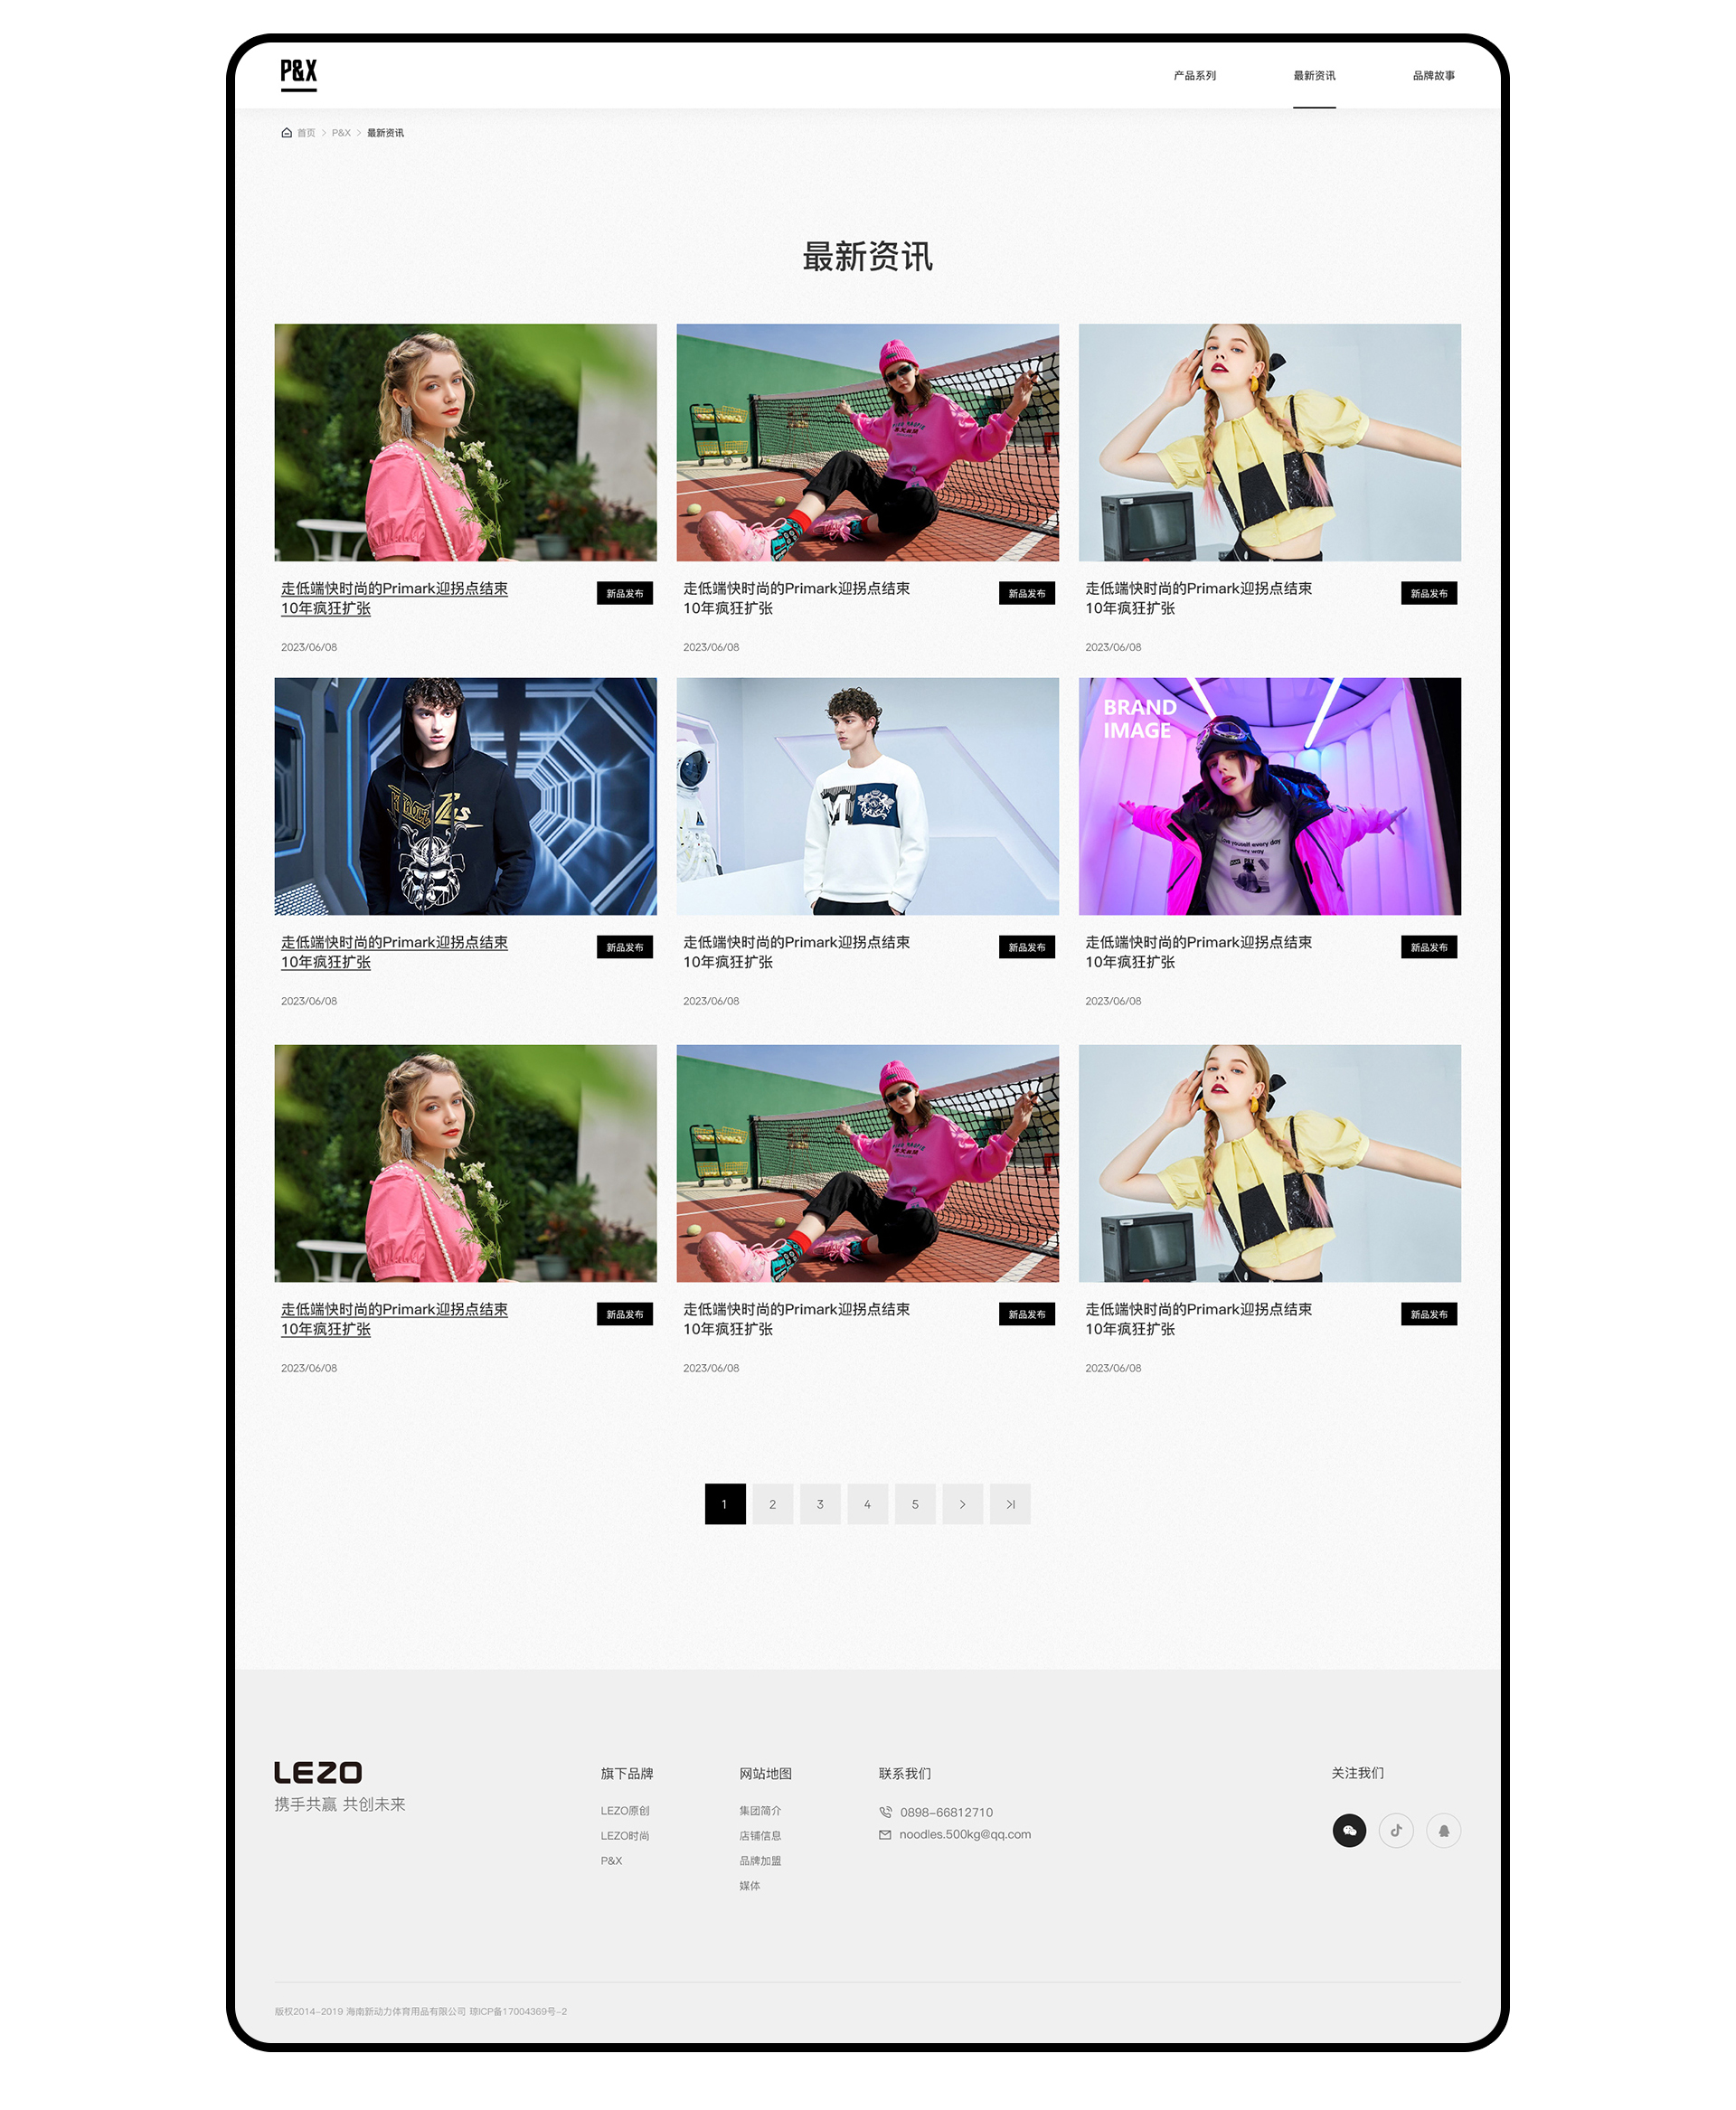 P&X
产品系列
最新资讯
品牌故事
首页 > P&X > 最新资讯
最新资讯
走低端快时尚的Primark迎拐点结束
10年疯狂扩张
新品发布
2023/06/08
走低端快时尚的Primark迎拐点结束
10年疯狂扩张
新品发布
2023/06/08
走低端快时尚的Primark迎拐点结束
10年疯狂扩张
新品发布
2023/06/08
BRAND
IMAGE
走低端快时尚的Primark迎拐点结束
10年疯狂扩张
新品发布
2023/06/08
走低端快时尚的Primark迎拐点结束
10年疯狂扩张
新品发布
2023/06/08
走低端快时尚的Primark迎拐点结束
10年疯狂扩张
新品发布
2023/06/08
走低端快时尚的Primark迎拐点结束
10年疯狂扩张
新品发布
2023/06/08
走低端快时尚的Primark迎拐点结束
10年疯狂扩张
新品发布
2023/06/08
走低端快时尚的Primark迎拐点结束
10年疯狂扩张
新品发布
2023/06/08
1 2 3 4 5 > >|
LEZO
携手共赢 共创未来
旗下品牌
LEZO原创
LEZO时尚
P&X
网站地图
集团简介
店铺信息
品牌加盟
媒体
联系我们
0898-66812710
noodles.500kg@qq.com
关注我们
版权2014-2019 海南新动力体育用品有限公司 琼ICP备17004369号-2